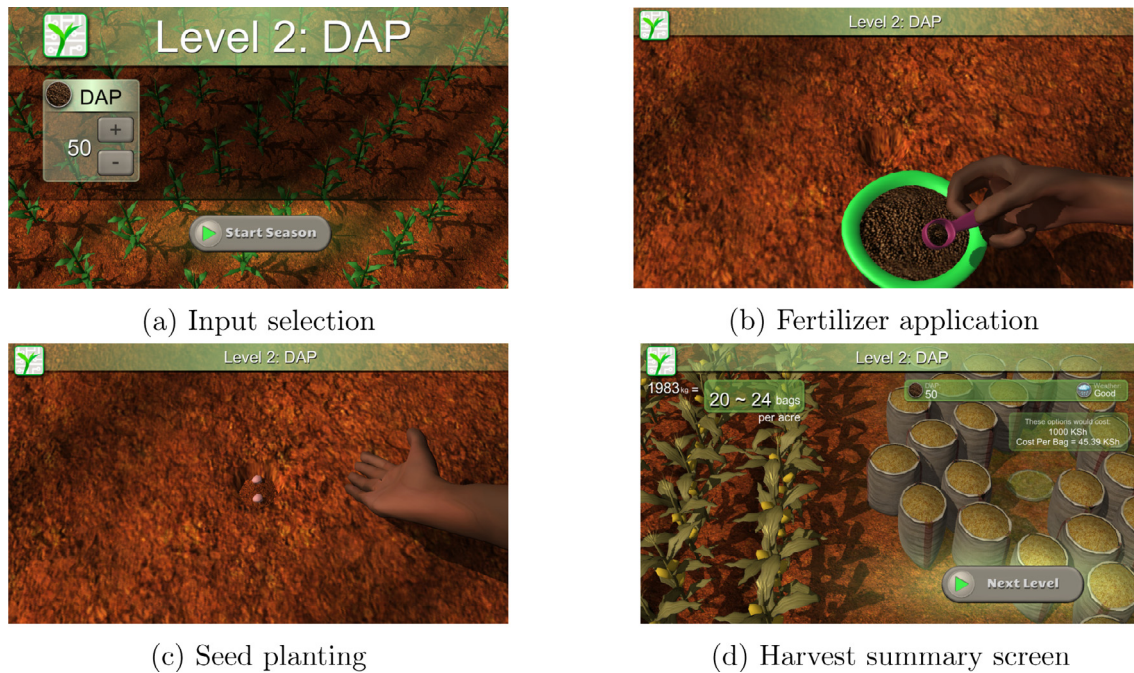 Level 2: DAP
DAP
50
+
-
Start Season
(a) Input selection
Level 2: DAP
(b) Fertilizer application
Level 2: DAP
(c) Seed planting
Level 2: DAP
1983 kg =
20 ~ 24 bags
per acre
DAP
50
Weather
Good
These options would cost:
1000 KSh
Cost Per Bag = 45.39 KSh
Next Level
(d) Harvest summary screen